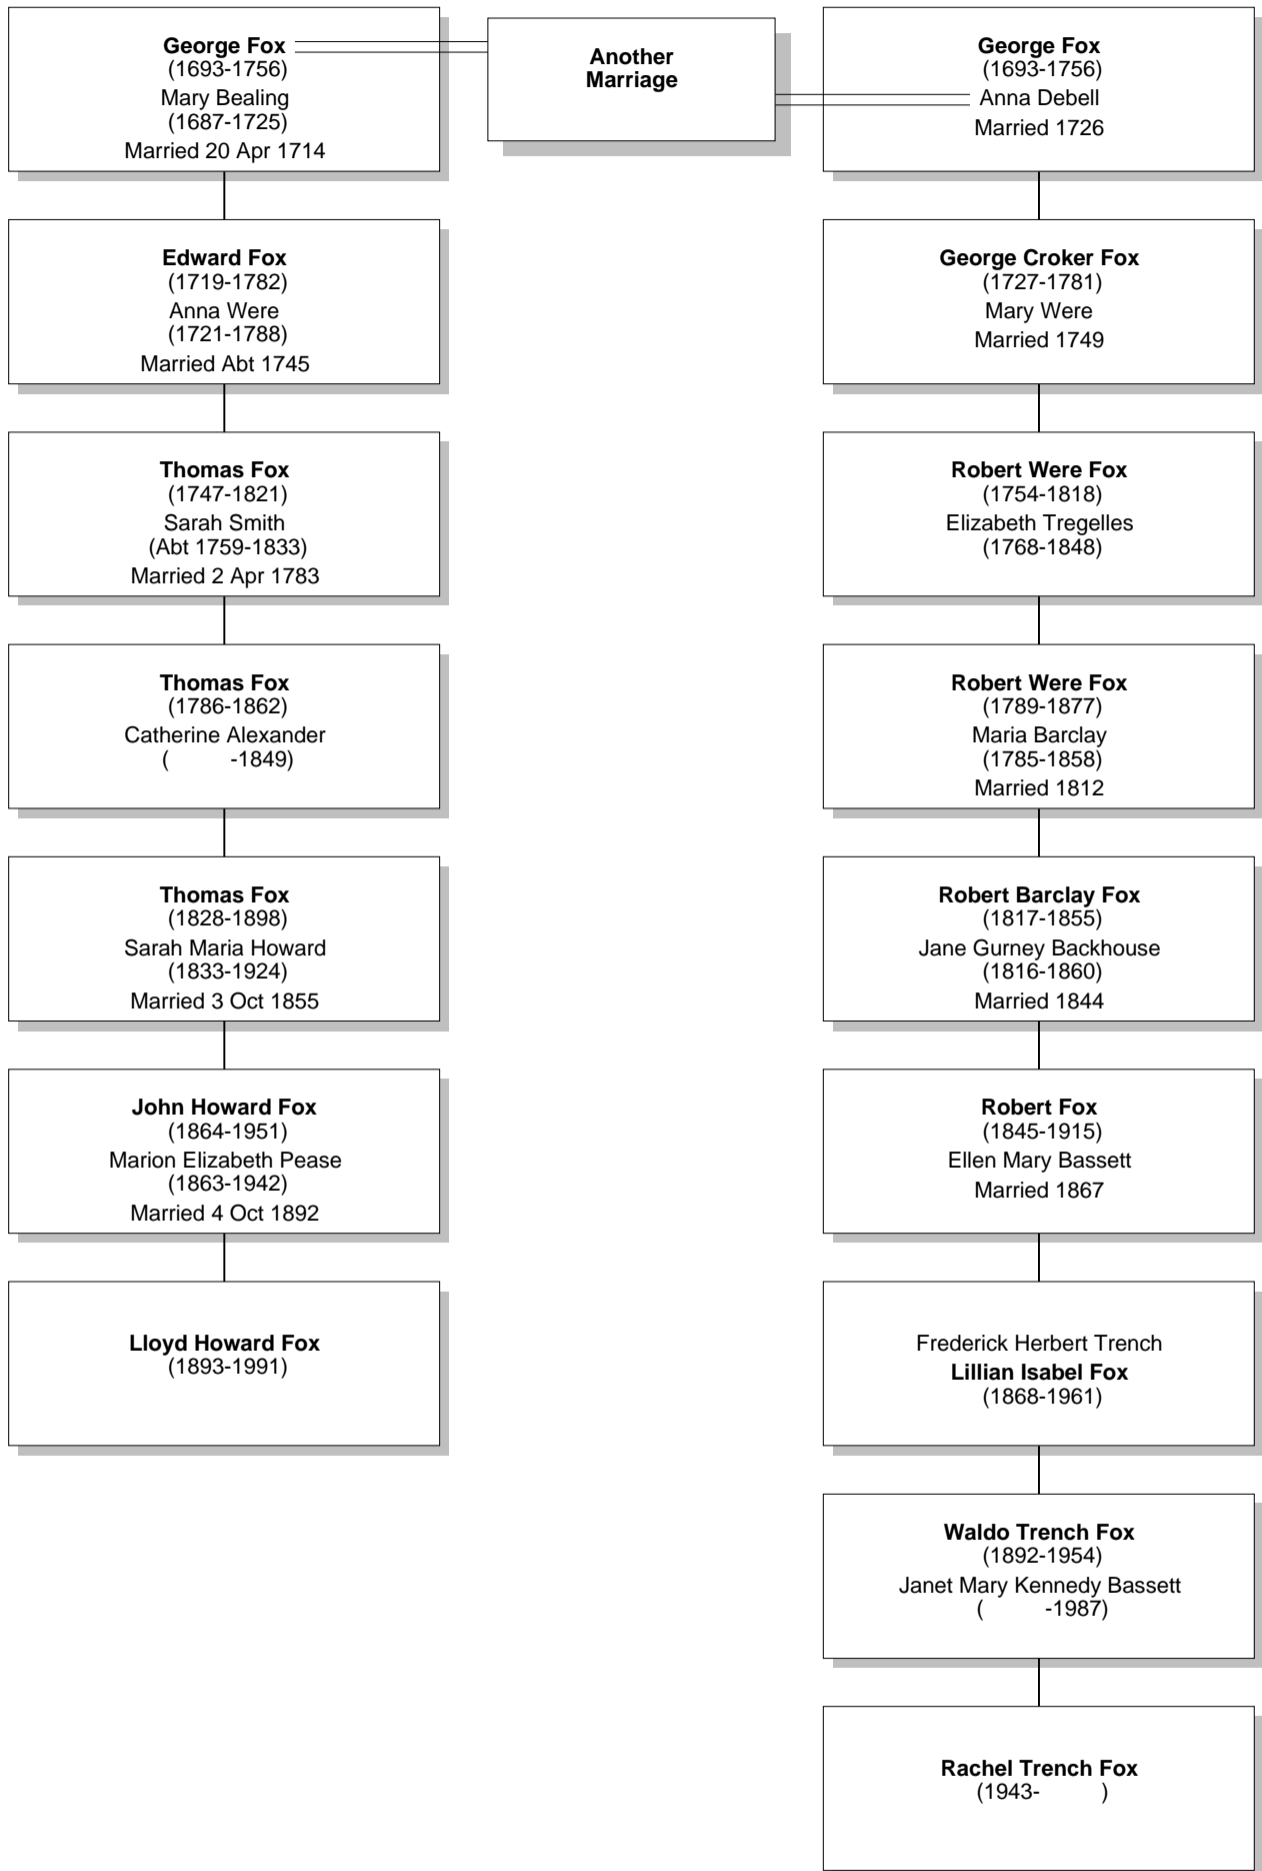 George Fox
(1693-1756)
Mary Bealing
(1687-1725)
Married 20 Apr 1714
Another
Marriage
George Fox
(1693-1756)
Anna Debell
Married 1726
Edward Fox
(1719-1782)
Anna Were
(1721-1788)
Married Abt 1745
George Croker Fox
(1727-1781)
Mary Were
Married 1749
Thomas Fox
(1747-1821)
Sarah Smith
(Abt 1759-1833)
Married 2 Apr 1783
Robert Were Fox
(1754-1818)
Elizabeth Tregelles
(1768-1848)
Thomas Fox
(1786-1862)
Catherine Alexander
( -1849)
Robert Were Fox
(1789-1877)
Maria Barclay
(1785-1858)
Married 1812
Thomas Fox
(1828-1898)
Sarah Maria Howard
(1833-1924)
Married 3 Oct 1855
Robert Barclay Fox
(1817-1855)
Jane Gurney Backhouse
(1816-1860)
Married 1844
John Howard Fox
(1864-1951)
Marion Elizabeth Pease
(1863-1942)
Married 4 Oct 1892
Robert Fox
(1845-1915)
Ellen Mary Bassett
Married 1867
Lloyd Howard Fox
(1893-1991)
Frederick Herbert Trench
Lillian Isabel Fox
(1868-1961)
Waldo Trench Fox
(1892-1954)
Janet Mary Kennedy Bassett
( -1987)
Rachel Trench Fox
(1943- )